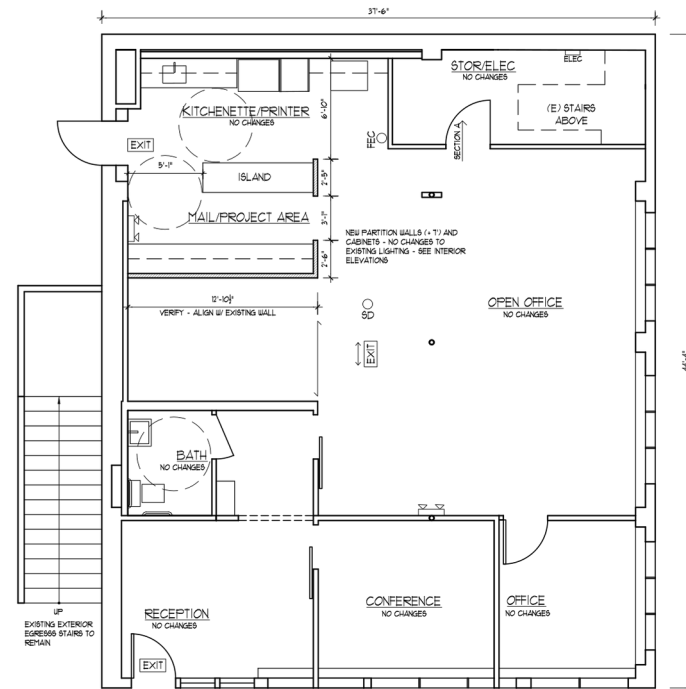 37'-6"
STOR/ELEC
NO CHANGES
ELEC
(E) STAIRS
ABOVE
KITCHENETTE/PRINTER
NO CHANGES
6'-10"
FEC
SECTION A
EXIT
5'-1"
ISLAND
2'-5"
MAIL/PROJECT AREA
3'-1"
2'-6"
NEW PARTITION WALLS (+ 7') AND
CABINETS - NO CHANGES TO
EXISTING LIGHTING - SEE INTERIOR
ELEVATIONS
12'-10½"
VERIFY - ALIGN W/ EXISTING WALL
SD
OPEN OFFICE
NO CHANGES
EXIT
BATH
NO CHANGES
UP
EXISTING EXTERIOR
EGRESSS STAIRS TO
REMAIN
RECEPTION
NO CHANGES
CONFERENCE
NO CHANGES
OFFICE
NO CHANGES
EXIT